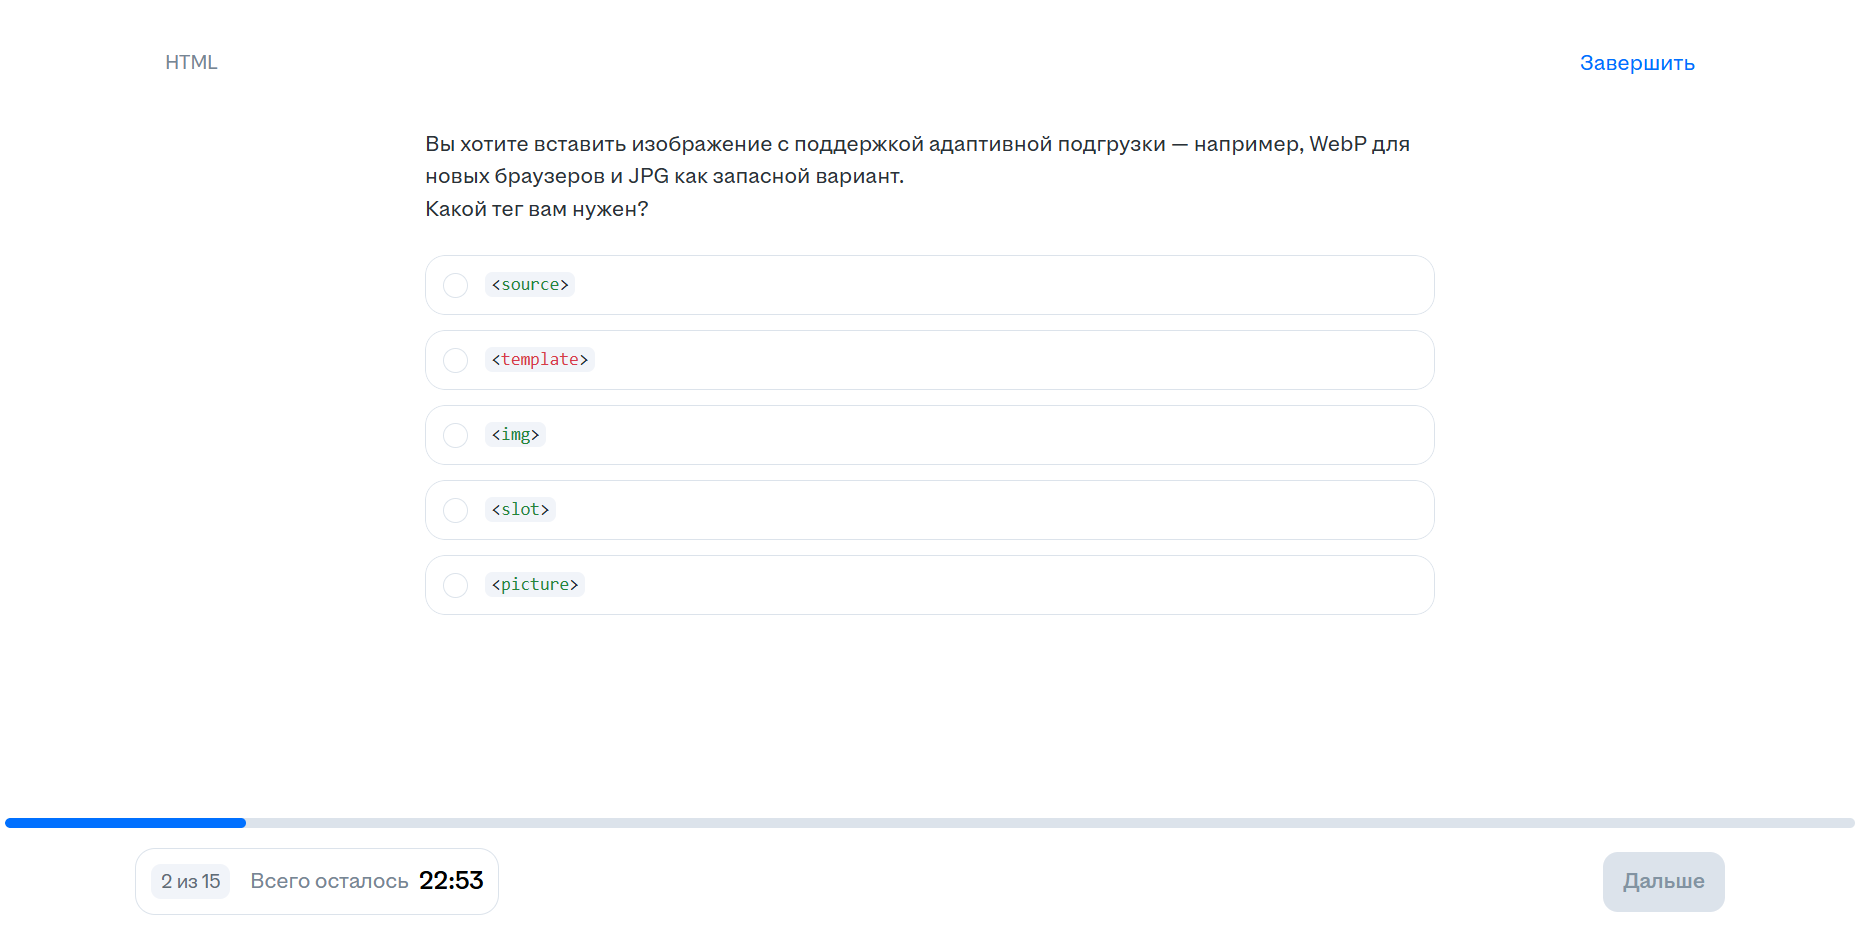 HTML
Завершить
Вы хотите вставить изображение с поддержкой адаптивной подгрузки — например, WebP для
новых браузеров и JPG как запасной вариант.
Какой тег вам нужен?
<source>
<template>
<img>
<slot>
<picture>
2 из 15 Всего осталось 22:53
Дальше